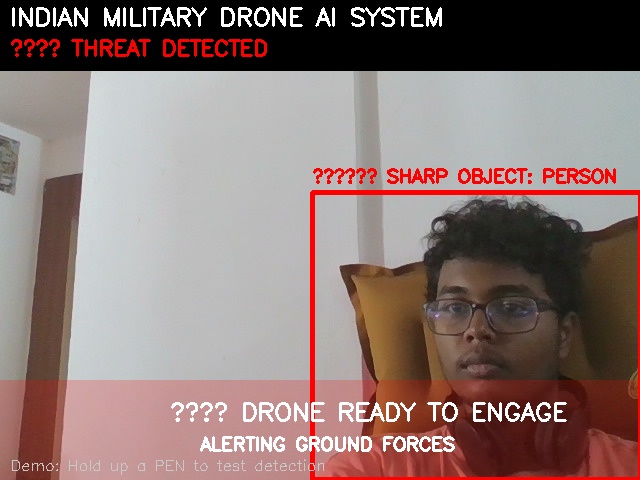 INDIAN MILITARY DRONE AI SYSTEM
???? THREAT DETECTED
?????? SHARP OBJECT: PERSON
???? DRONE READY TO ENGAGE
ALERTING GROUND FORCES
Demo: Hold up a PEN to test detection